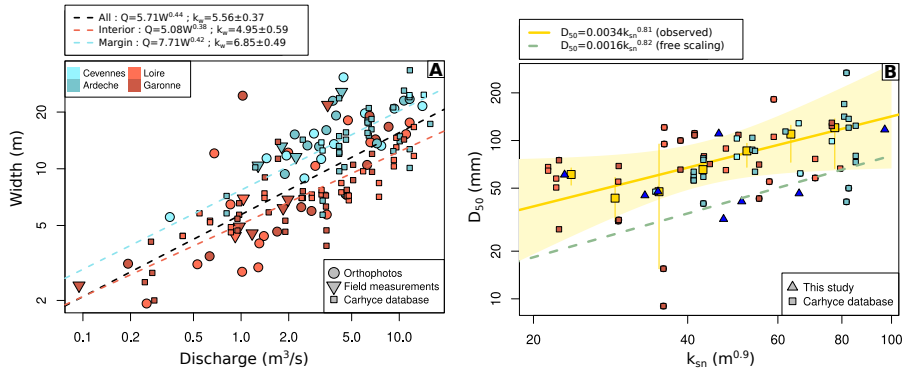 All : Q=5.71W^0.44 ; k_w=5.56±0.37
Interior : Q=5.08W^0.38 ; k_w=4.95±0.59
Margin : Q=7.71W^0.42 ; k_w=6.85±0.49
A
Cevennes Loire
Ardeche Garonne
20
10
5
2
Width (m)
Orthophotos
Field measurements
Carhyce database
0.1 0.2 0.5 1.0 2.0 5.0 10.0
Discharge (m^3/s)
D_50=0.0034k_sn^0.81 (observed)
D_50=0.0016k_sn^0.82 (free scaling)
B
200
100
50
20
10
D_50 (mm)
This study
Carhyce database
20 40 60 80 100
k_sn (m^0.9)